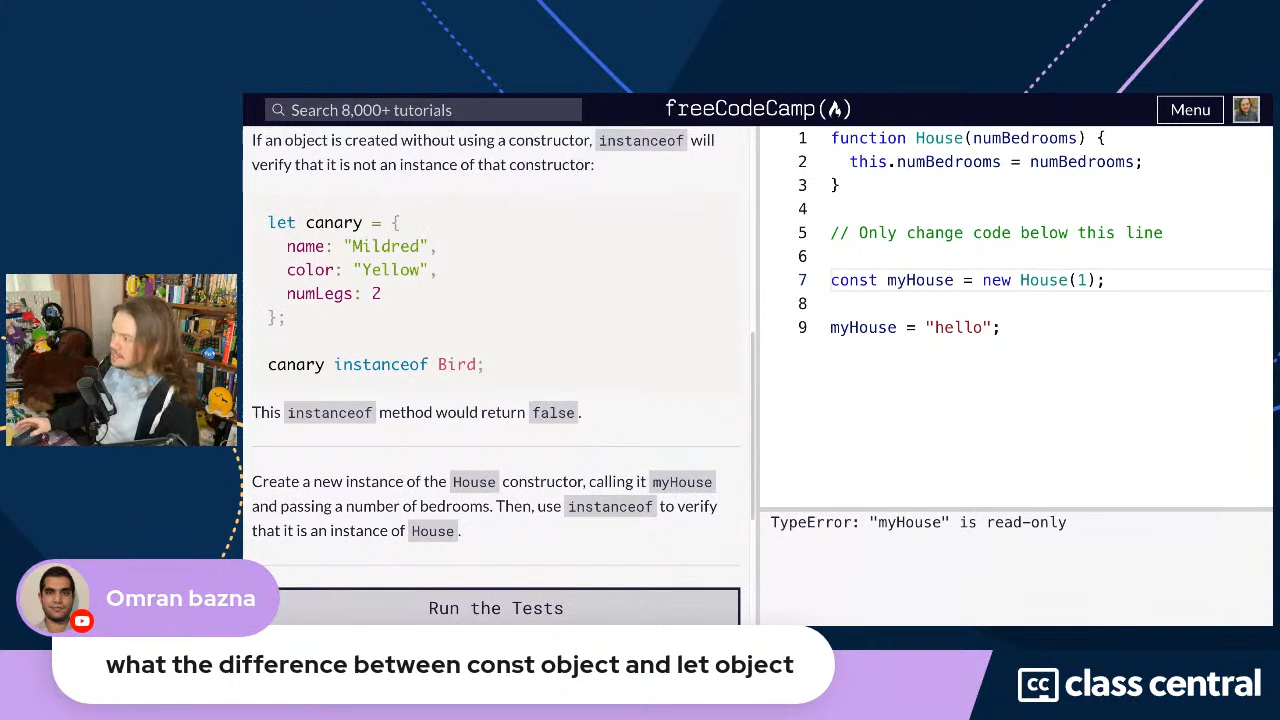 Search 8,000+ tutorials
freeCodeCamp
Menu
If an object is created without using a constructor, instanceof will
verify that it is not an instance of that constructor:
let canary = {
name: "Mildred",
color: "Yellow",
numLegs: 2
};
canary instanceof Bird;
This instanceof method would return false.
Create a new instance of the House constructor, calling it myHouse
and passing a number of bedrooms. Then, use instanceof to verify
that it is an instance of House.
Run the Tests
1 function House(numBedrooms) {
2 this.numBedrooms = numBedrooms;
3 }
4
5 // Only change code below this line
6
7 const myHouse = new House(1);
8
9 myHouse = "hello";
TypeError: "myHouse" is read-only
Omran bazna
what the difference between const object and let object
cc class central